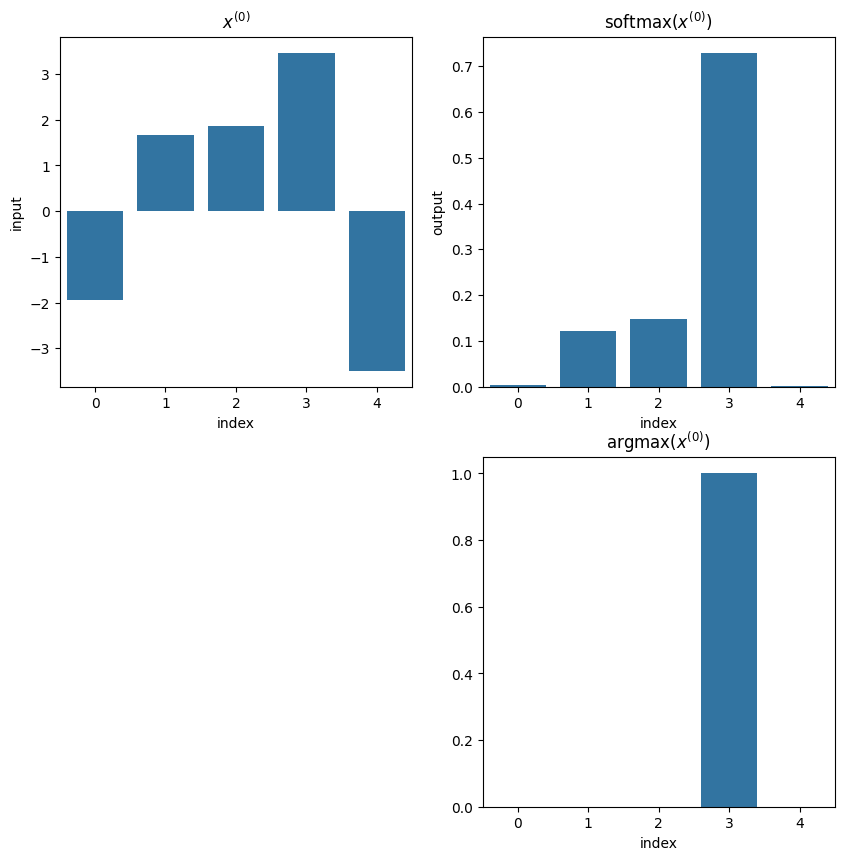 x^(0)
3
2
1
0
−1
−2
−3
input
0 1 2 3 4
index
softmax(x^(0))
0.7
0.6
0.5
0.4
0.3
0.2
0.1
0.0
output
0 1 2 3 4
index
argmax(x^(0))
1.0
0.8
0.6
0.4
0.2
0.0
0 1 2 3 4
index